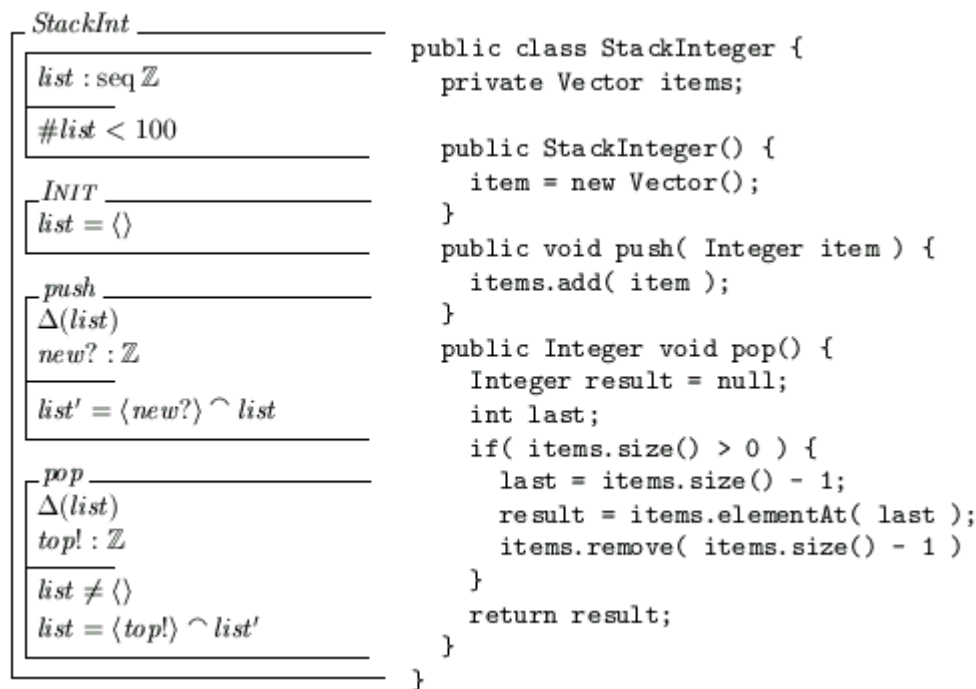 StackInt
list : seq ℤ
#list < 100
INIT
list = ⟨⟩
push
Δ(list)
new? : ℤ
list' = ⟨new?⟩ ⌢ list
pop
Δ(list)
top! : ℤ
list ≠ ⟨⟩
list = ⟨top!⟩ ⌢ list'
public class StackInteger {
private Vector items;
public StackInteger() {
item = new Vector();
}
public void push( Integer item ) {
items.add( item );
}
public Integer void pop() {
Integer result = null;
int last;
if( items.size() > 0 ) {
last = items.size() - 1;
result = items.elementAt( last );
items.remove( items.size() - 1 )
}
return result;
}
}